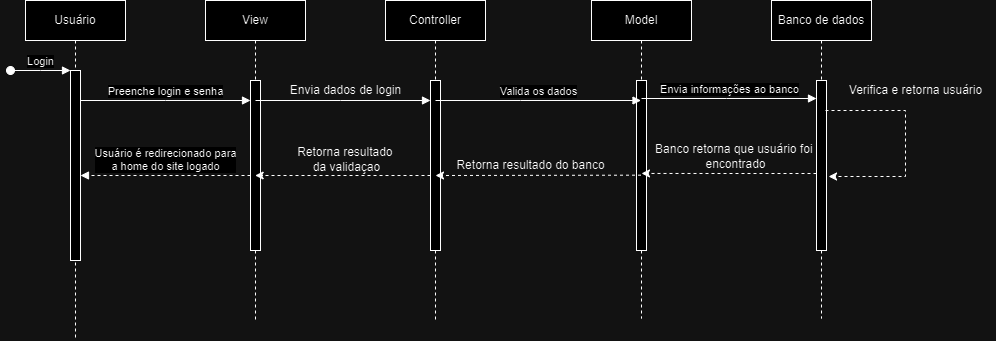 Usuário
View
Controller
Model
Banco de dados
Login
Preenche login e senha
Envia dados de login
Valida os dados
Envia informações ao banco
Verifica e retorna usuário
Usuário é redirecionado para
a home do site logado
Retorna resultado
da validaçao
Retorna resultado do banco
Banco retorna que usuário foi
encontrado